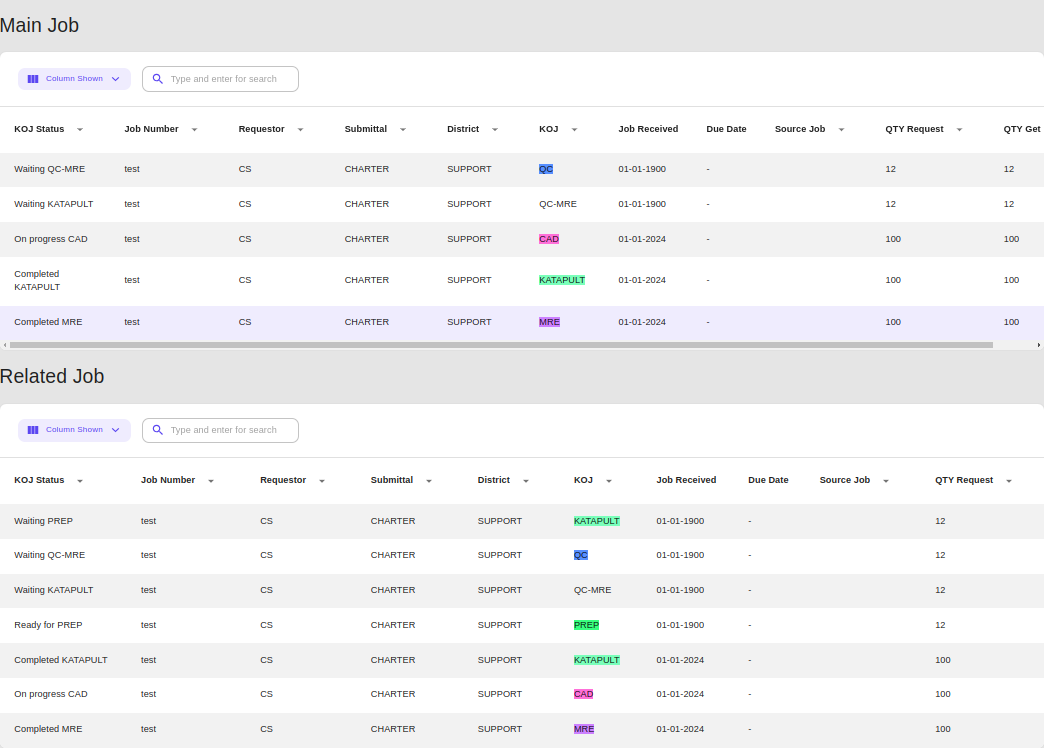 Main Job
Column Shown Type and enter for search
KOJ Status Job Number Requestor Submittal District KOJ Job Received Due Date Source Job QTY Request QTY Get
Waiting QC-MRE test CS CHARTER SUPPORT QC 01-01-1900 - 12 12
Waiting KATAPULT test CS CHARTER SUPPORT QC-MRE 01-01-1900 - 12 12
On progress CAD test CS CHARTER SUPPORT CAD 01-01-2024 - 100 100
Completed
KATAPULT test CS CHARTER SUPPORT KATAPULT 01-01-2024 - 100 100
Completed MRE test CS CHARTER SUPPORT MRE 01-01-2024 - 100 100
Related Job
Column Shown Type and enter for search
KOJ Status Job Number Requestor Submittal District KOJ Job Received Due Date Source Job QTY Request
Waiting PREP test CS CHARTER SUPPORT KATAPULT 01-01-1900 - 12
Waiting QC-MRE test CS CHARTER SUPPORT QC 01-01-1900 - 12
Waiting KATAPULT test CS CHARTER SUPPORT QC-MRE 01-01-1900 - 12
Ready for PREP test CS CHARTER SUPPORT PREP 01-01-1900 - 12
Completed KATAPULT test CS CHARTER SUPPORT KATAPULT 01-01-2024 - 100
On progress CAD test CS CHARTER SUPPORT CAD 01-01-2024 - 100
Completed MRE test CS CHARTER SUPPORT MRE 01-01-2024 - 100